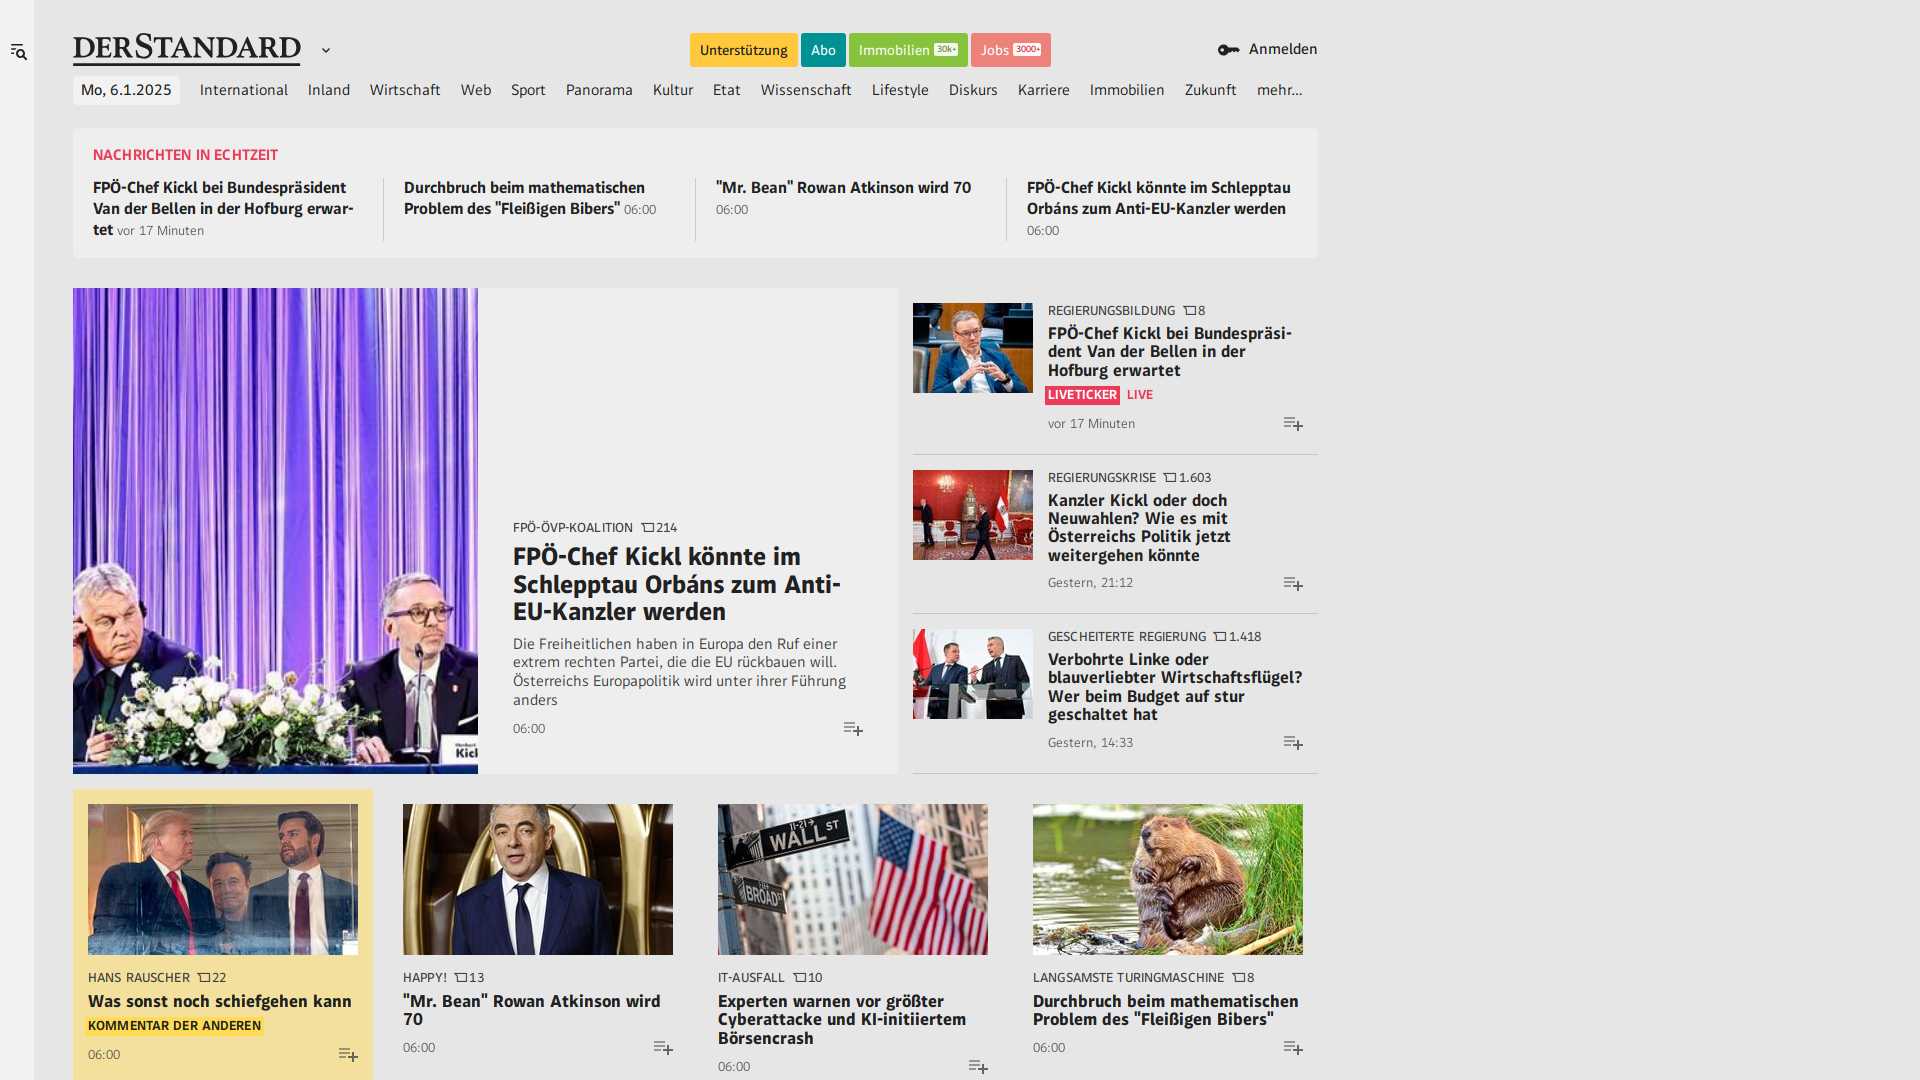 DERSTANDARD
Unterstützung
Abo
Immobilien 30k+
Jobs 3000+
Anmelden
Mo, 6.1.2025
International
Inland
Wirtschaft
Web
Sport
Panorama
Kultur
Etat
Wissenschaft
Lifestyle
Diskurs
Karriere
Immobilien
Zukunft
mehr…
NACHRICHTEN IN ECHTZEIT
FPÖ-Chef Kickl bei Bundespräsident
Van der Bellen in der Hofburg erwar-
tet vor 17 Minuten
Durchbruch beim mathematischen
Problem des "Fleißigen Bibers" 06:00
"Mr. Bean" Rowan Atkinson wird 70
06:00
FPÖ-Chef Kickl könnte im Schlepptau
Orbáns zum Anti-EU-Kanzler werden
06:00
Kick
FPÖ-ÖVP-KOALITION 214
FPÖ-Chef Kickl könnte im
Schlepptau Orbáns zum Anti-
EU-Kanzler werden
Die Freiheitlichen haben in Europa den Ruf einer
extrem rechten Partei, die die EU rückbauen will.
Österreichs Europapolitik wird unter ihrer Führung
anders
06:00
REGIERUNGSBILDUNG 8
FPÖ-Chef Kickl bei Bundespräsi-
dent Van der Bellen in der
Hofburg erwartet
LIVETICKER LIVE
vor 17 Minuten
REGIERUNGSKRISE 1.603
Kanzler Kickl oder doch
Neuwahlen? Wie es mit
Österreichs Politik jetzt
weitergehen könnte
Gestern, 21:12
GESCHEITERTE REGIERUNG 1.418
Verbohrte Linke oder
blauverliebter Wirtschaftsflügel?
Wer beim Budget auf stur
geschaltet hat
Gestern, 14:33
HANS RAUSCHER 22
Was sonst noch schiefgehen kann
KOMMENTAR DER ANDEREN
06:00
HAPPY! 13
"Mr. Bean" Rowan Atkinson wird
70
06:00
11-21
WALL ST
BROAD ST
IT-AUSFALL 10
Experten warnen vor größter
Cyberattacke und KI-initiiertem
Börsencrash
06:00
LANGSAMSTE TURINGMASCHINE 8
Durchbruch beim mathematischen
Problem des "Fleißigen Bibers"
06:00